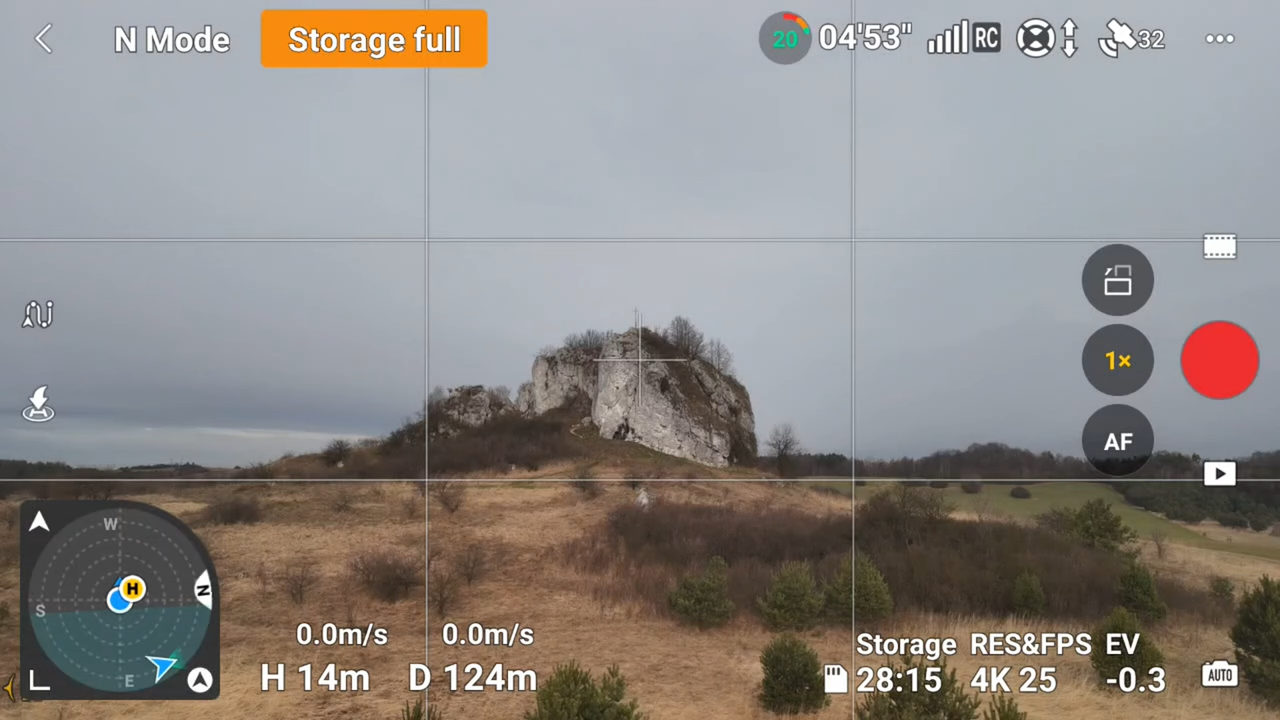 N Mode
Storage full
20
04'53"
RC
32
1×
AF
W
H
N
S
E
0.0m/s 0.0m/s
H 14m D 124m
Storage RES&FPS EV
28:15 4K 25 -0.3
AUTO